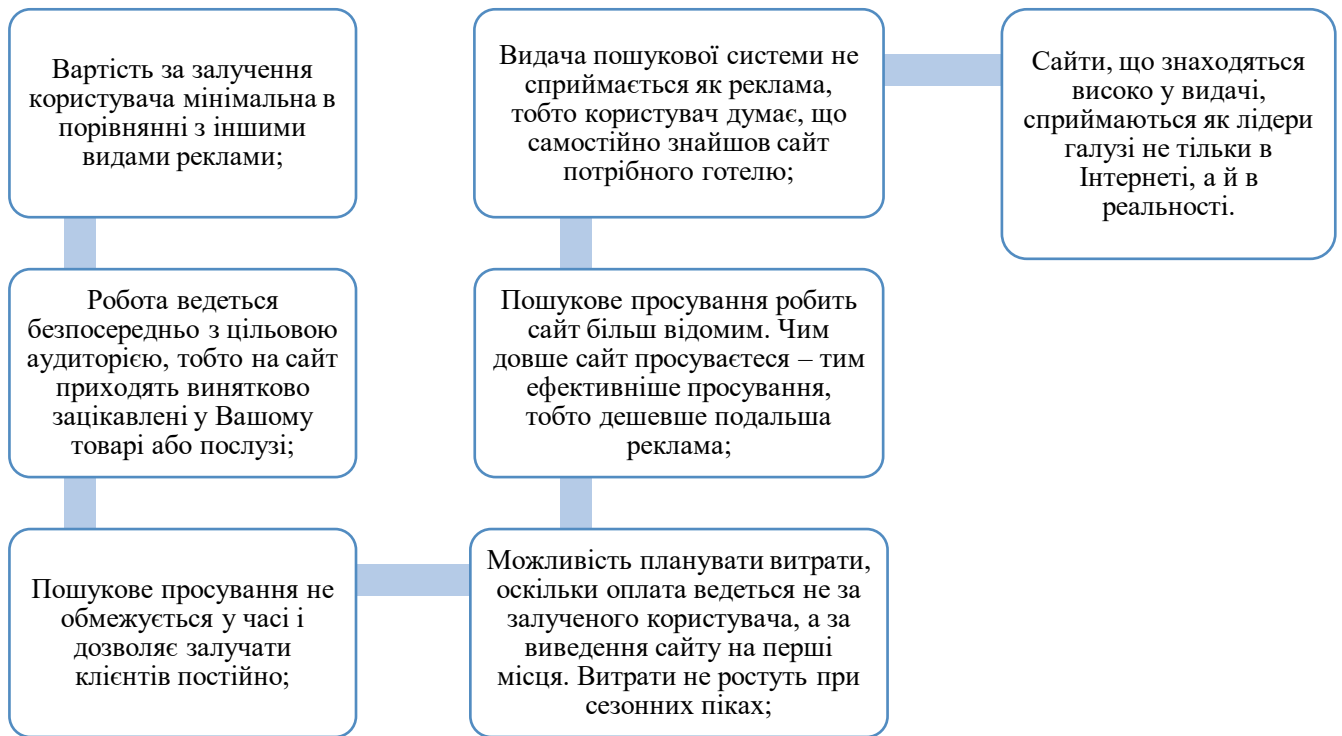 Вартість за залучення
користувача мінімальна в
порівнянні з іншими
видами реклами;
Робота ведеться
безпосередньо з цільовою
аудиторією, тобто на сайт
приходять винятково
зацікавлені у Вашому
товарі або послузі;
Пошукове просування не
обмежується у часі і
дозволяє залучати
клієнтів постійно;
Можливість планувати витрати,
оскільки оплата ведеться не за
залученого користувача, а за
виведення сайту на перші
місця. Витрати не ростуть при
сезонних піках;
Пошукове просування робить
сайт більш відомим. Чим
довше сайт просуваєтеся – тим
ефективніше просування,
тобто дешевше подальша
реклама;
Видача пошукової системи не
сприймається як реклама,
тобто користувач думає, що
самостійно знайшов сайт
потрібного готелю;
Сайти, що знаходяться
високо у видачі,
сприймаються як лідери
галузі не тільки в
Інтернеті, а й в
реальності.